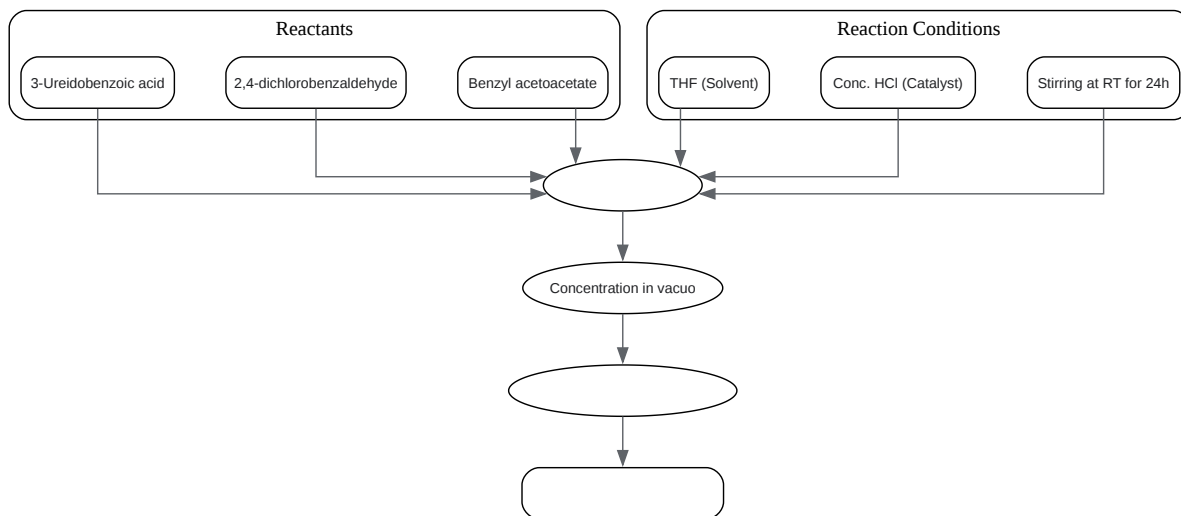 Reactants
Reaction Conditions
3-Ureidobenzoic acid
2,4-dichlorobenzaldehyde
Benzyl acetoacetate
THF (Solvent)
Conc. HCl (Catalyst)
Stirring at RT for 24h
Concentration in vacuo